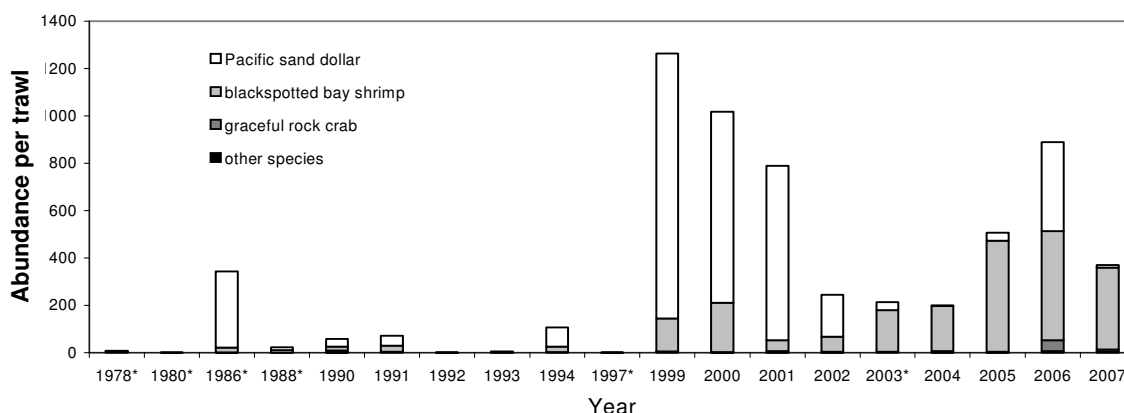 1400
1200
1000
800
600
400
200
0
Abundance per trawl
Pacific sand dollar
blackspotted bay shrimp
graceful rock crab
other species
1978* 1980* 1986* 1988* 1990 1991 1992 1993 1994 1997* 1999 2000 2001 2002 2003* 2004 2005 2006 2007
Year